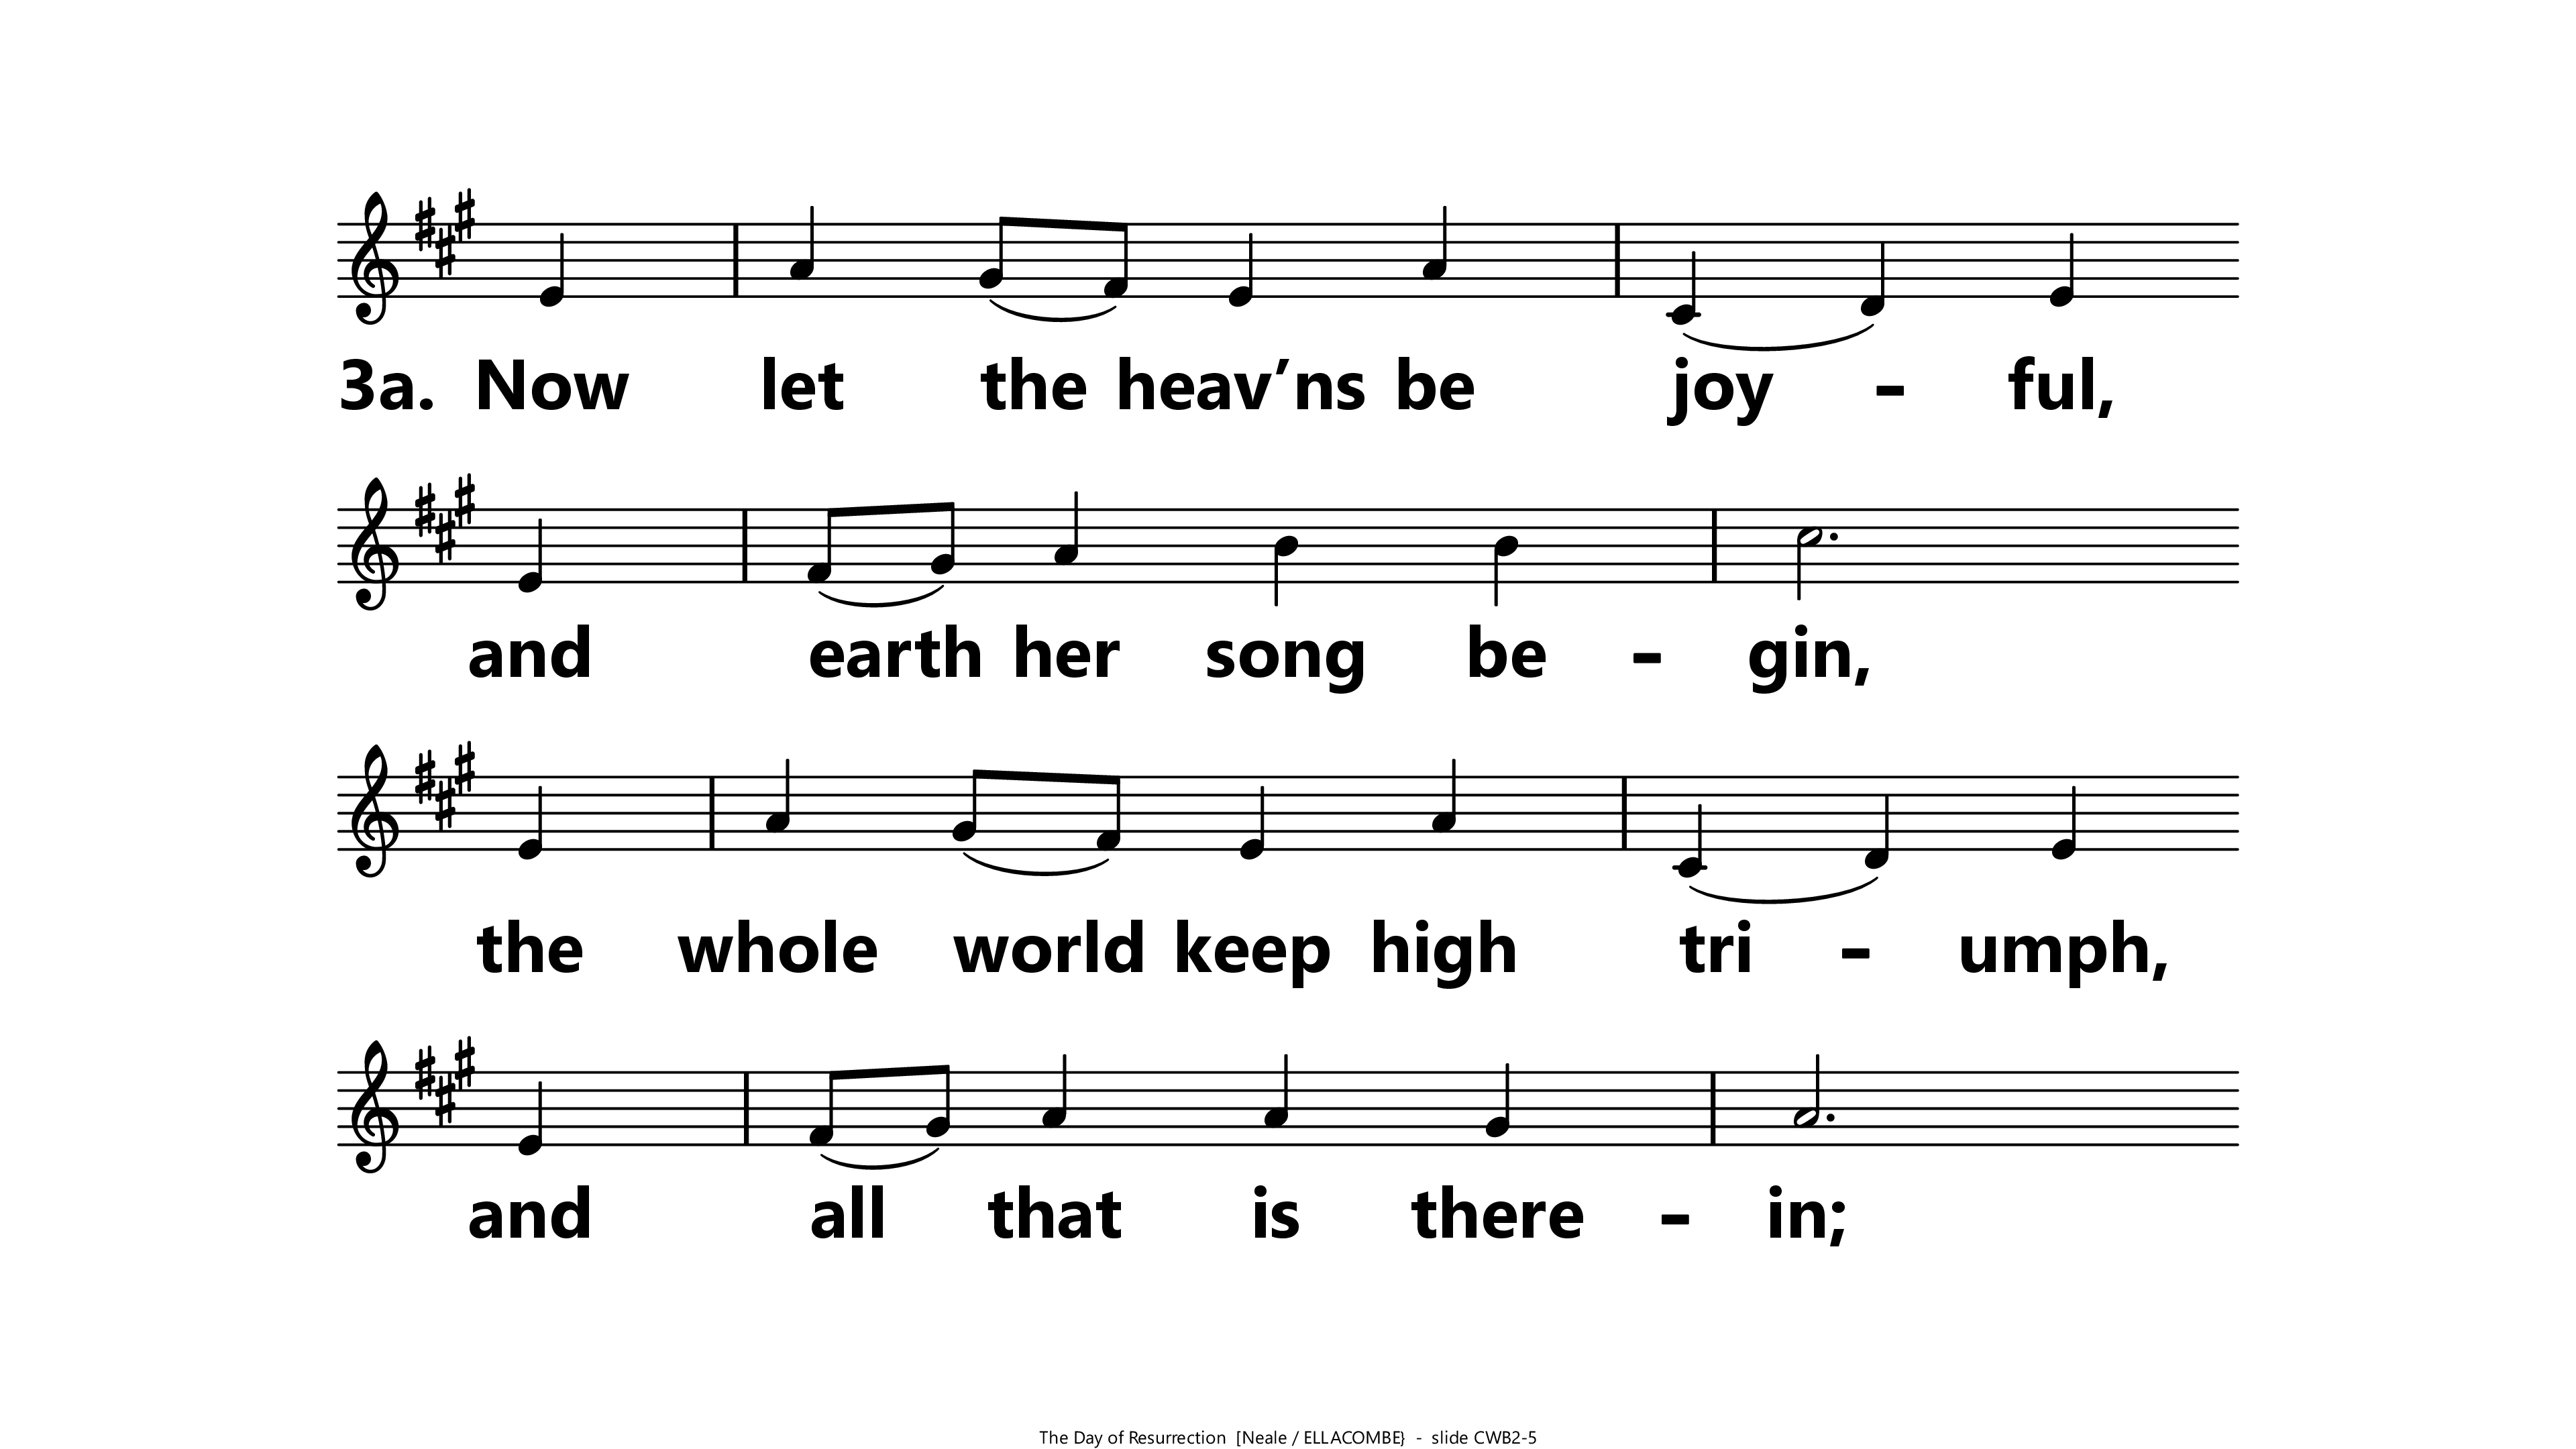 3a. Now let the heav’ns be joy - ful,
and earth her song be - gin,
the whole world keep high tri - umph,
and all that is there - in;
The Day of Resurrection [Neale / ELLACOMBE} - slide CWB2-5